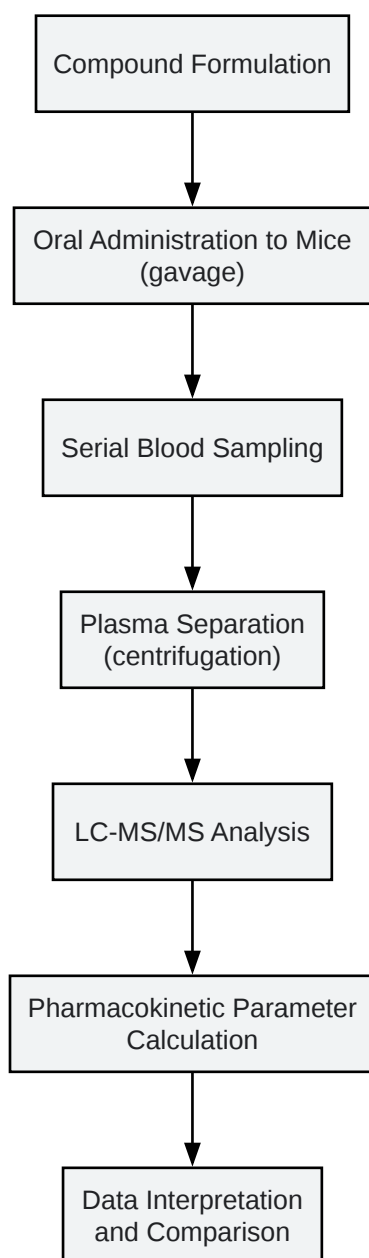 Compound Formulation
Oral Administration to Mice
(gavage)
Serial Blood Sampling
Plasma Separation
(centrifugation)
LC-MS/MS Analysis
Pharmacokinetic Parameter
Calculation
Data Interpretation
and Comparison